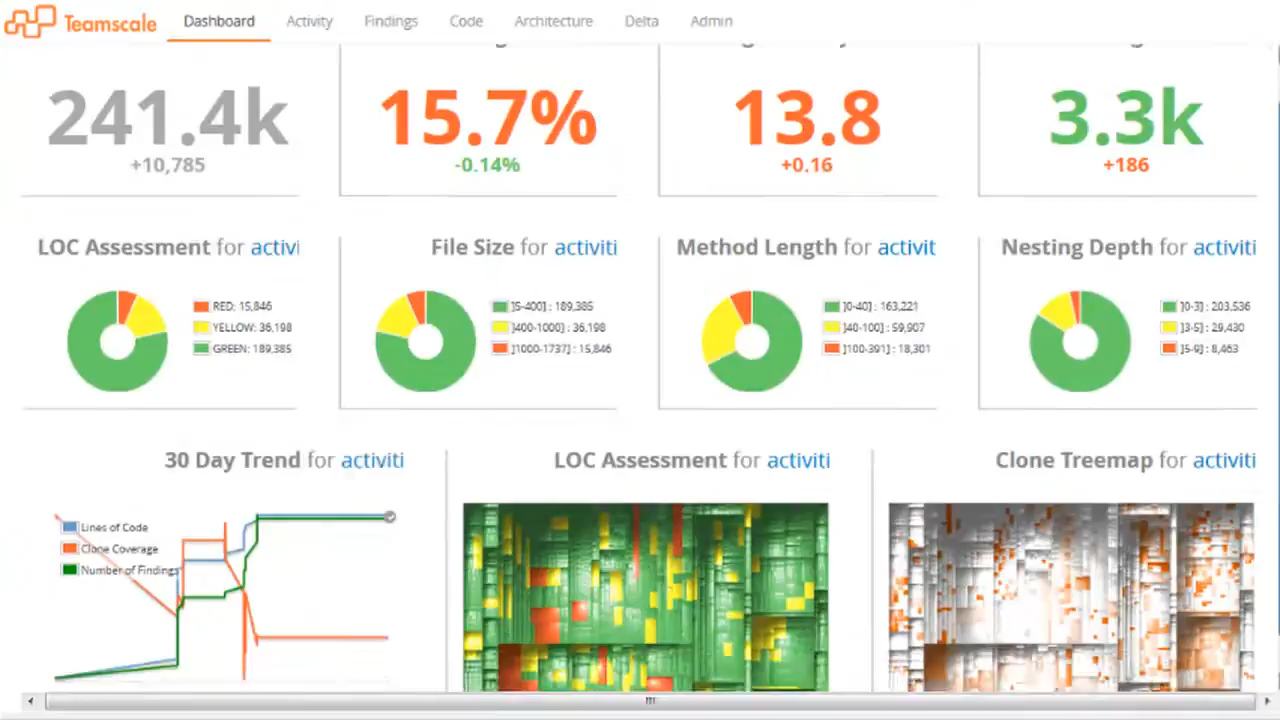 Teamscale Dashboard Activity Findings Code Architecture Delta Admin
241.4k 15.7% 13.8 3.3k
+10,785 -0.14% +0.16 +186
LOC Assessment for activi File Size for activiti Method Length for activit Nesting Depth for activiti
RED: 15,846 ]5-400] : 189,385 ]0-40] : 163,221 ]0-3] : 203,536
YELLOW: 36,198 ]400-1000] : 36,198 ]40-100] : 59,907 ]3-5] : 29,430
GREEN: 189,385 ]1000-1737] : 15,846 ]100-391] : 18,301 ]5-9] : 8,463
30 Day Trend for activiti LOC Assessment for activiti Clone Treemap for activiti
Lines of Code
Clone Coverage
Number of Findings